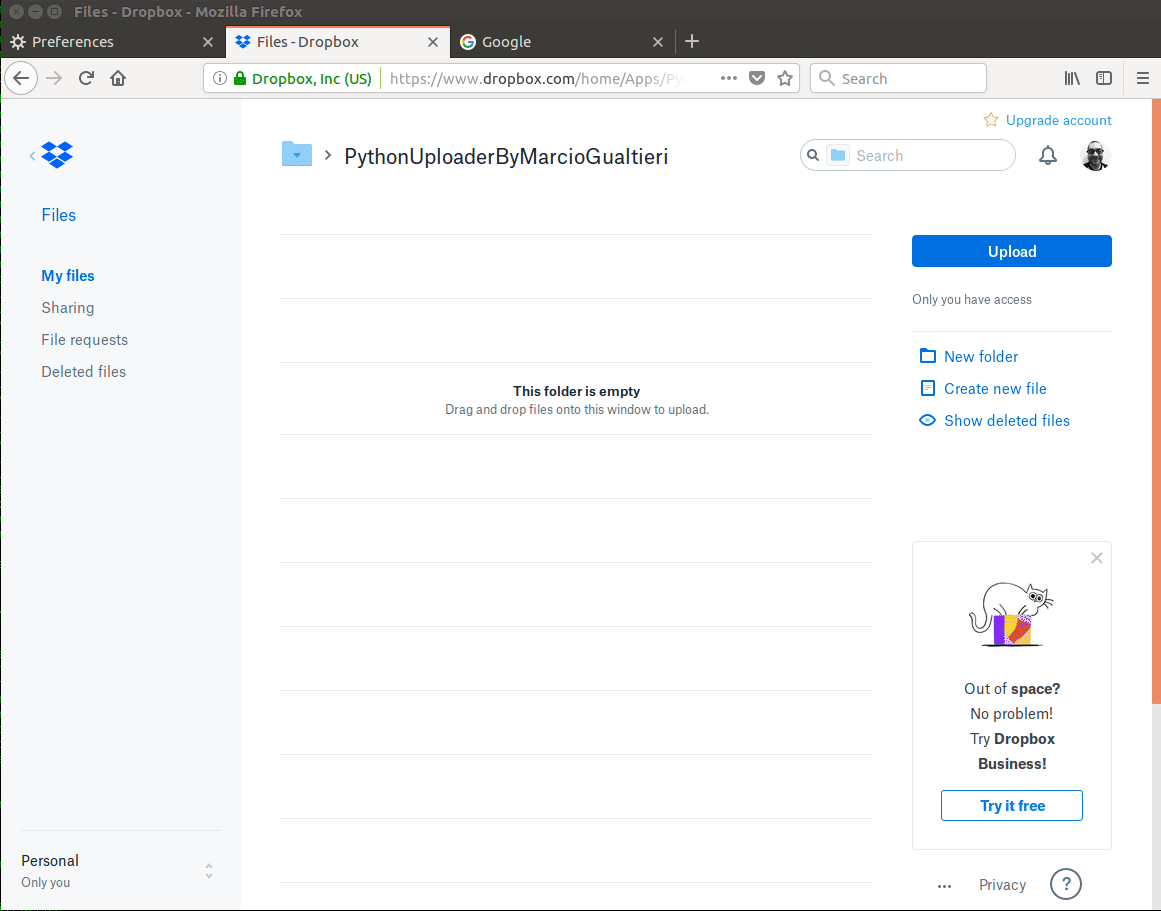 Files - Dropbox - Mozilla Firefox
Preferences
Files - Dropbox
Google
Dropbox, Inc (US)
https://www.dropbox.com/home/Apps/Py
Search
Upgrade account
PythonUploaderByMarcioGualtieri
Search
Files
My files
Sharing
File requests
Deleted files
This folder is empty
Drag and drop files onto this window to upload.
Upload
Only you have access
New folder
Create new file
Show deleted files
Out of space?
No problem!
Try Dropbox
Business!
Try it free
Personal
Only you
Privacy
?